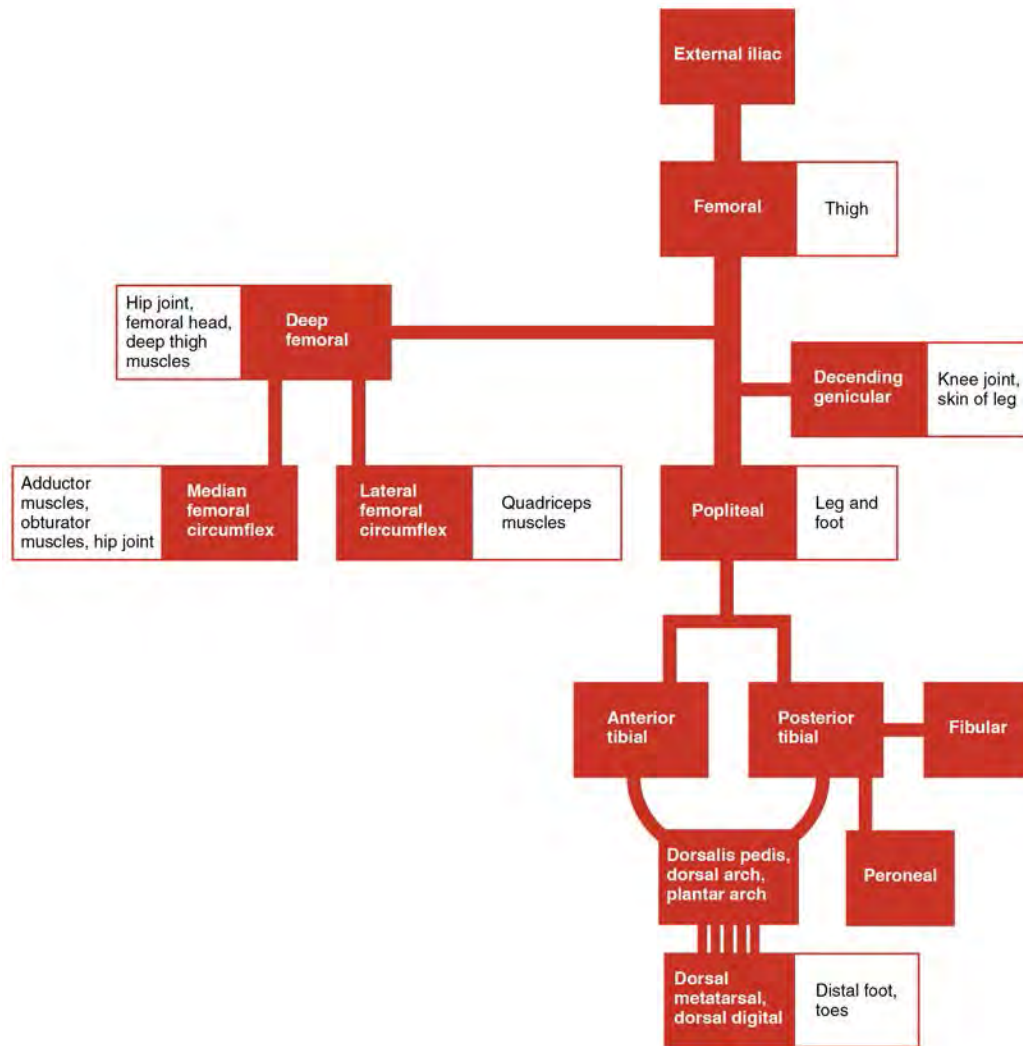 External iliac
Femoral
Thigh
Hip joint,
femoral head,
deep thigh
muscles
Deep
femoral
Decending
genicular
Knee joint,
skin of leg
Adductor
muscles,
obturator
muscles, hip joint
Median
femoral
circumflex
Lateral
femoral
circumflex
Quadriceps
muscles
Popliteal
Leg and
foot
Anterior
tibial
Posterior
tibial
Fibular
Dorsalis pedis,
dorsal arch,
plantar arch
Peroneal
Dorsal
metatarsal,
dorsal digital
Distal foot,
toes